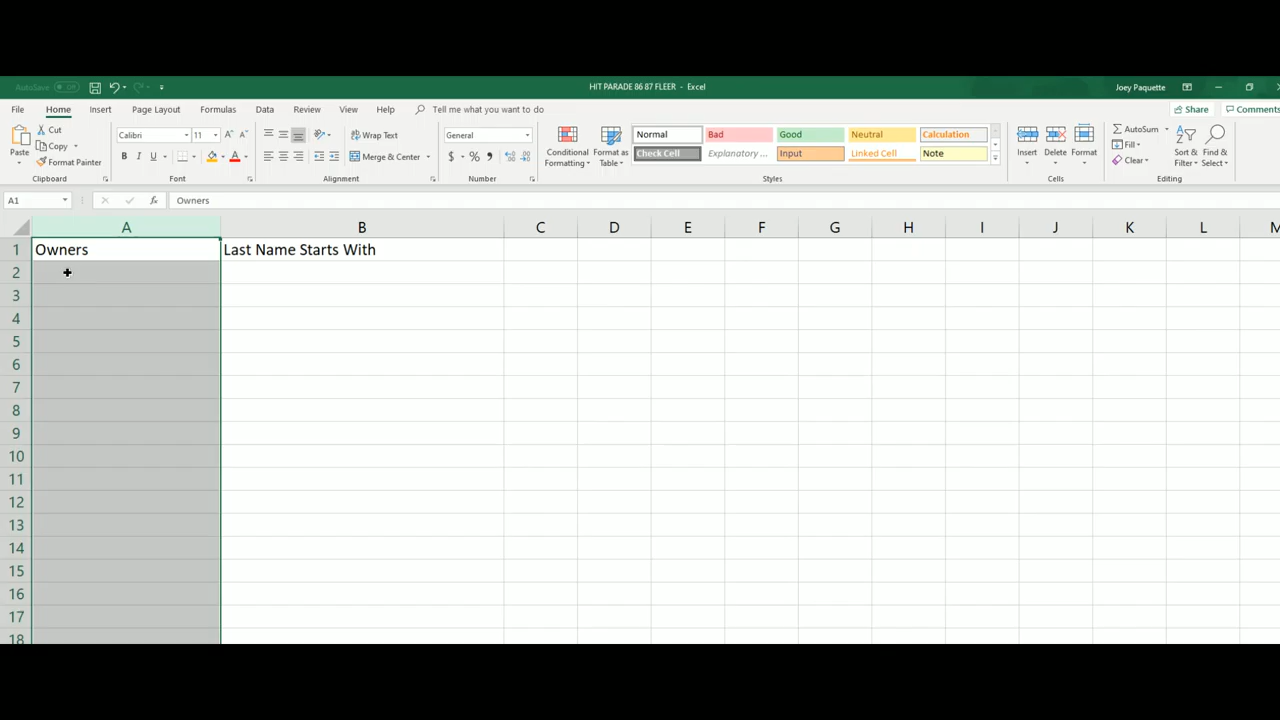 AutoSave Off
HIT PARADE 86 87 FLEER - Excel
Joey Paquette
File Home Insert Page Layout Formulas Data Review View Help Tell me what you want to do
Share Comments
Paste
Cut
Copy
Format Painter
Clipboard
Calibri 11
B I U
Font
Wrap Text
Merge & Center
Alignment
General
$ % ,
Number
Conditional Formatting
Format as Table
Normal Bad Good Neutral Calculation
Check Cell Explanatory ... Input Linked Cell Note
Styles
Insert Delete Format
Cells
AutoSum
Fill
Clear
Sort & Filter
Find & Select
Editing
A1 fx Owners
A B C D E F G H I J K L M
1 Owners Last Name Starts With
2
3
4
5
6
7
8
9
10
11
12
13
14
15
16
17
18